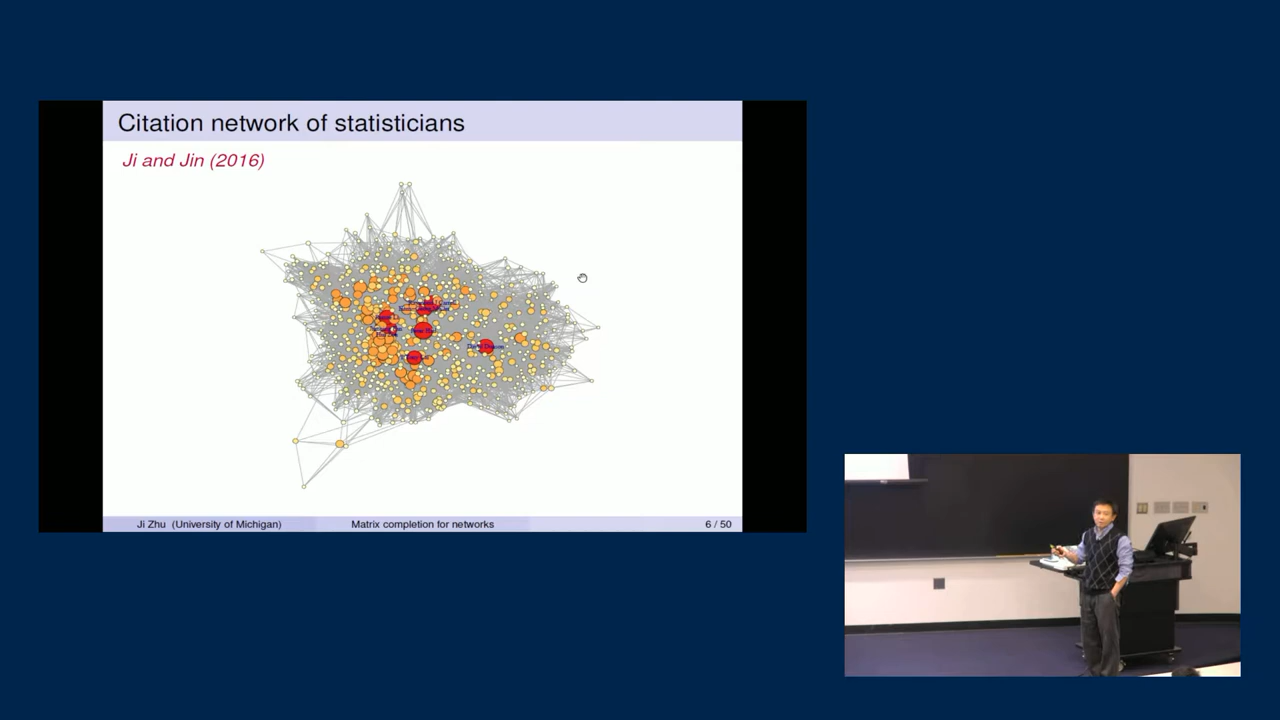 Citation network of statisticians
Ji and Jin (2016)
Ji Zhu (University of Michigan)
Matrix completion for networks
6 / 50